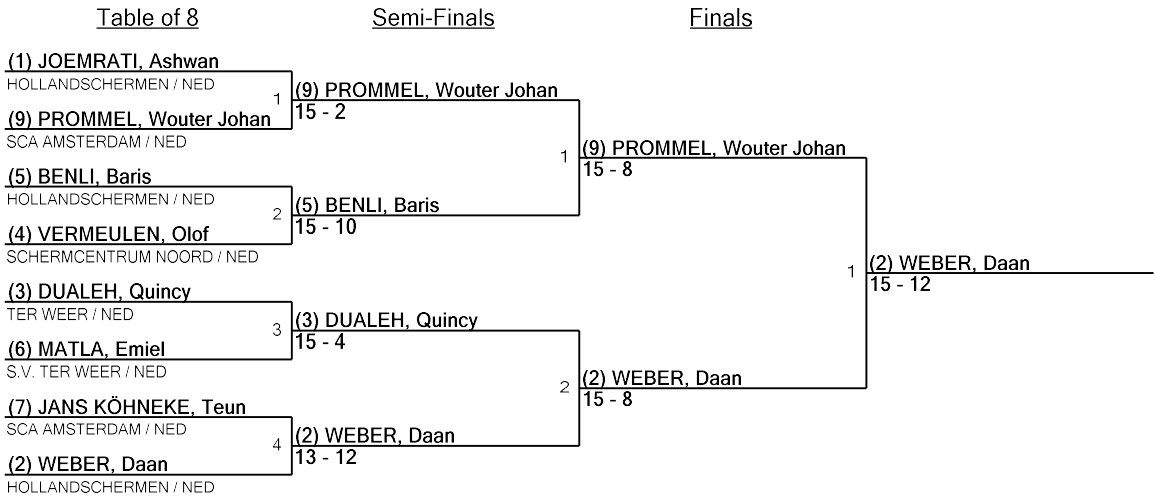 Table of 8
Semi-Finals
Finals
(1) JOEMRATI, Ashwan
HOLLANDSCHERMEN / NED
1
(9) PROMMEL, Wouter Johan
15 - 2
(9) PROMMEL, Wouter Johan
SCA AMSTERDAM / NED
1
(9) PROMMEL, Wouter Johan
15 - 8
(5) BENLI, Baris
HOLLANDSCHERMEN / NED
2
(5) BENLI, Baris
15 - 10
(4) VERMEULEN, Olof
SCHERMCENTRUM NOORD / NED
1
(2) WEBER, Daan
15 - 12
(3) DUALEH, Quincy
TER WEER / NED
3
(3) DUALEH, Quincy
15 - 4
(6) MATLA, Emiel
S.V. TER WEER / NED
2
(2) WEBER, Daan
15 - 8
(7) JANS KÖHNEKE, Teun
SCA AMSTERDAM / NED
4
(2) WEBER, Daan
13 - 12
(2) WEBER, Daan
HOLLANDSCHERMEN / NED